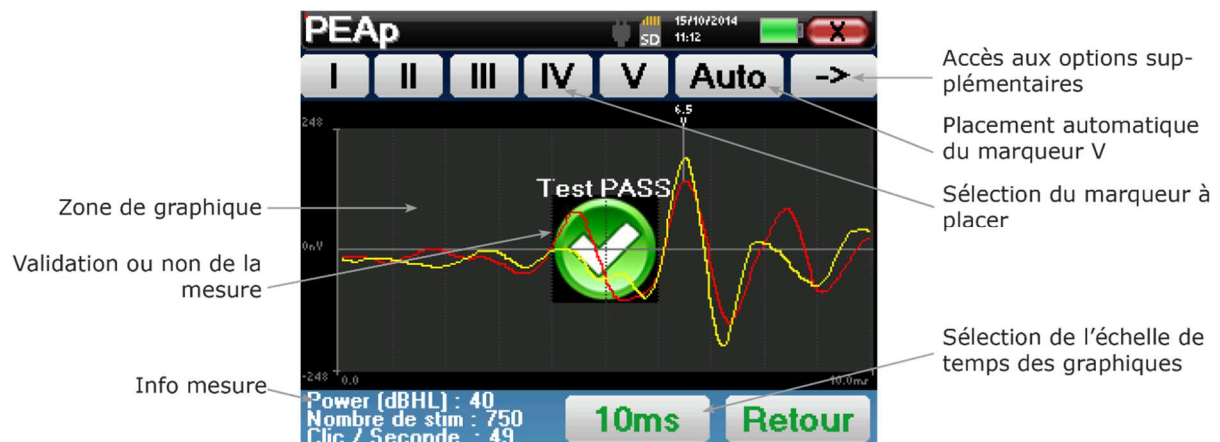 PEAp
SD
15/10/2014
11:12
X
I II III IV V Auto ->
Accès aux options sup-
plémentaires
Placement automatique
du marqueur V
Sélection du marqueur à
placer
6.5
V
248
Test PASS
Zone de graphique
0nV
Validation ou non de la
mesure
Sélection de l'échelle de
temps des graphiques
-248
0.0
10.0ms
Info mesure
Power (dBHL) : 40
Nombre de stim : 750
Clic / Seconde : 49
10ms
Retour